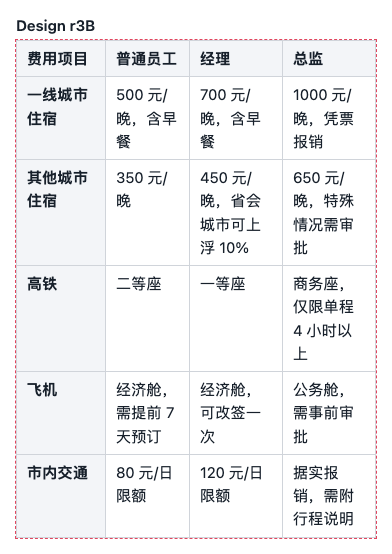 Design r3B
费用项目 普通员工 经理 总监
一线城市住宿 500 元/晚，含早餐 700 元/晚，含早餐 1000 元/晚，凭票报销
其他城市住宿 350 元/晚 450 元/晚，省会城市可上浮 10% 650 元/晚，特殊情况需审批
高铁 二等座 一等座 商务座，仅限单程 4 小时以上
飞机 经济舱，需提前 7 天预订 经济舱，可改签一次 公务舱，需事前审批
市内交通 80 元/日限额 120 元/日限额 据实报销，需附行程说明